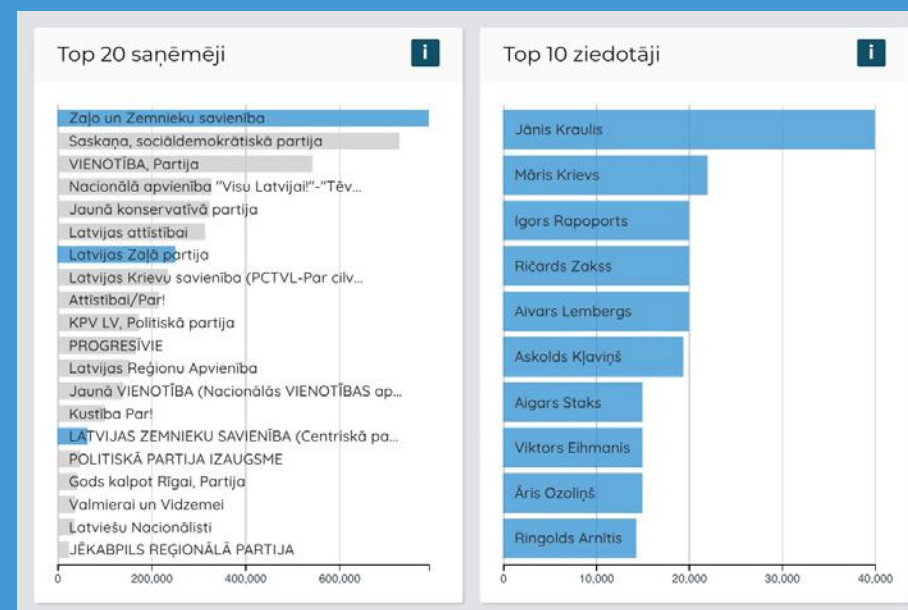 Top 20 saņēmēji
i
Zaļo un Zemnieku savienība
Saskaņa, sociāldemokrātiskā partija
VIENOTĪBA, Partija
Nacionālā apvienība "Visu Latvijai!"-"Tēv...
Jaunā konservatīvā partija
Latvijas attīstībai
Latvijas Zaļā partija
Latvijas Krievu savienība (PCTVL-Par cilv...
Attīstībai/Par!
KPV LV, Politiskā partija
PROGRESĪVIE
Latvijas Reģionu Apvienība
Jaunā VIENOTĪBA (Nacionālās VIENOTĪBAS ap...
Kustība Par!
LATVIJAS ZEMNIEKU SAVIENĪBA (Centriskā pa...
POLITISKĀ PARTIJA IZAUGSME
Gods kalpot Rīgai, Partija
Valmierai un Vidzemei
Latviešu Nacionālisti
JĒKABPILS REĢIONĀLĀ PARTIJA
0 200,000 400,000 600,000
Top 10 ziedotāji
i
Jānis Kraulis
Māris Krievs
Igors Rapoports
Ričards Zakss
Aivars Lembergs
Askolds Kļaviņš
Aigars Staks
Viktors Eihmanis
Āris Ozoliņš
Ringolds Arnītis
0 10,000 20,000 30,000 40,000